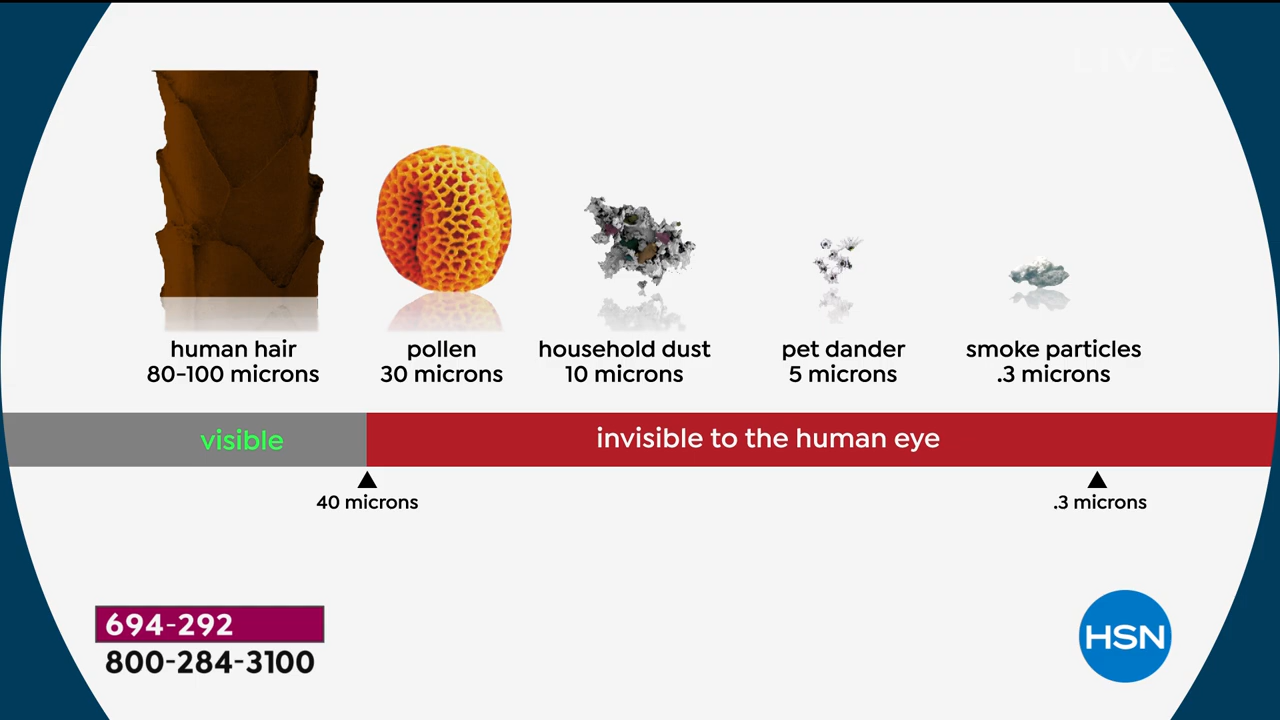 LIVE
human hair
80-100 microns
pollen
30 microns
household dust
10 microns
pet dander
5 microns
smoke particles
.3 microns
visible
invisible to the human eye
40 microns
.3 microns
694-292
800-284-3100
HSN